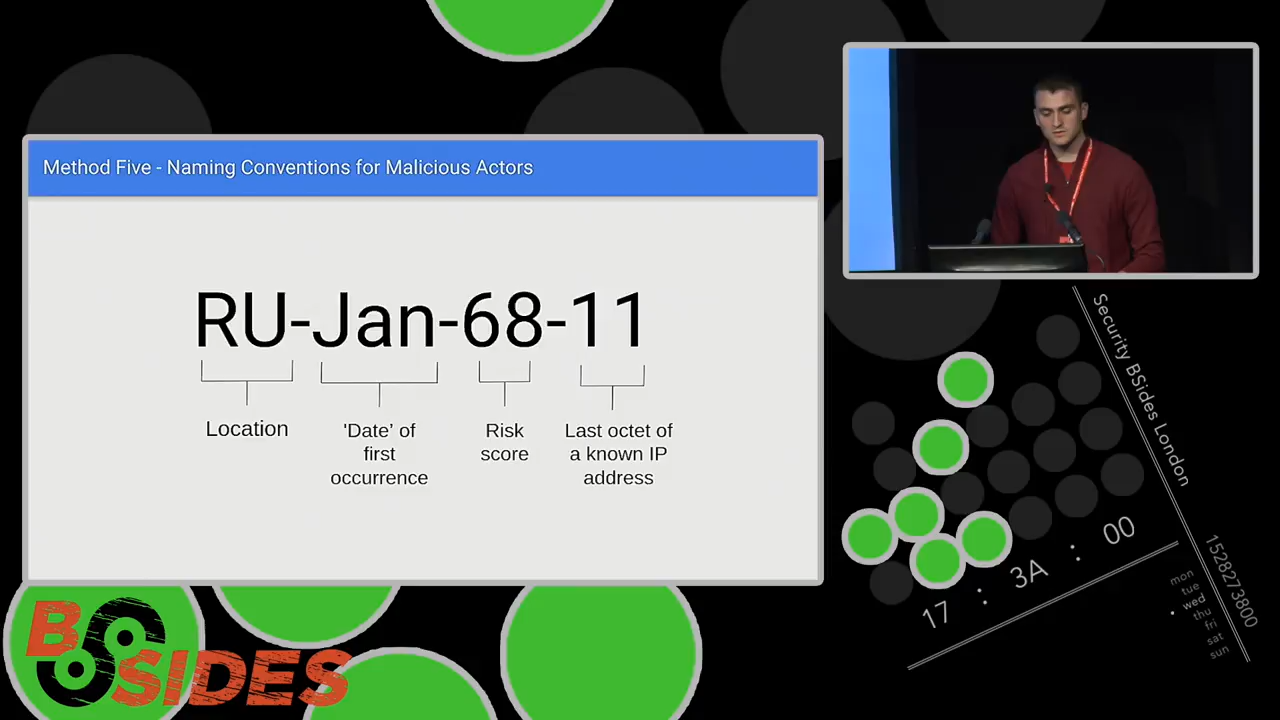 Method Five - Naming Conventions for Malicious Actors
RU-Jan-68-11
Location
'Date' of
first
occurrence
Risk
score
Last octet of
a known IP
address
Security BSides London
17 : 3A : 00
1528273800
mon
tue
wed
thu
fri
sat
sun
BSIDES